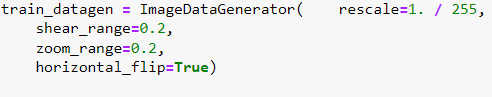 train_datagen = ImageDataGenerator(    rescale=1. / 255,
    shear_range=0.2,
    zoom_range=0.2,
    horizontal_flip=True)